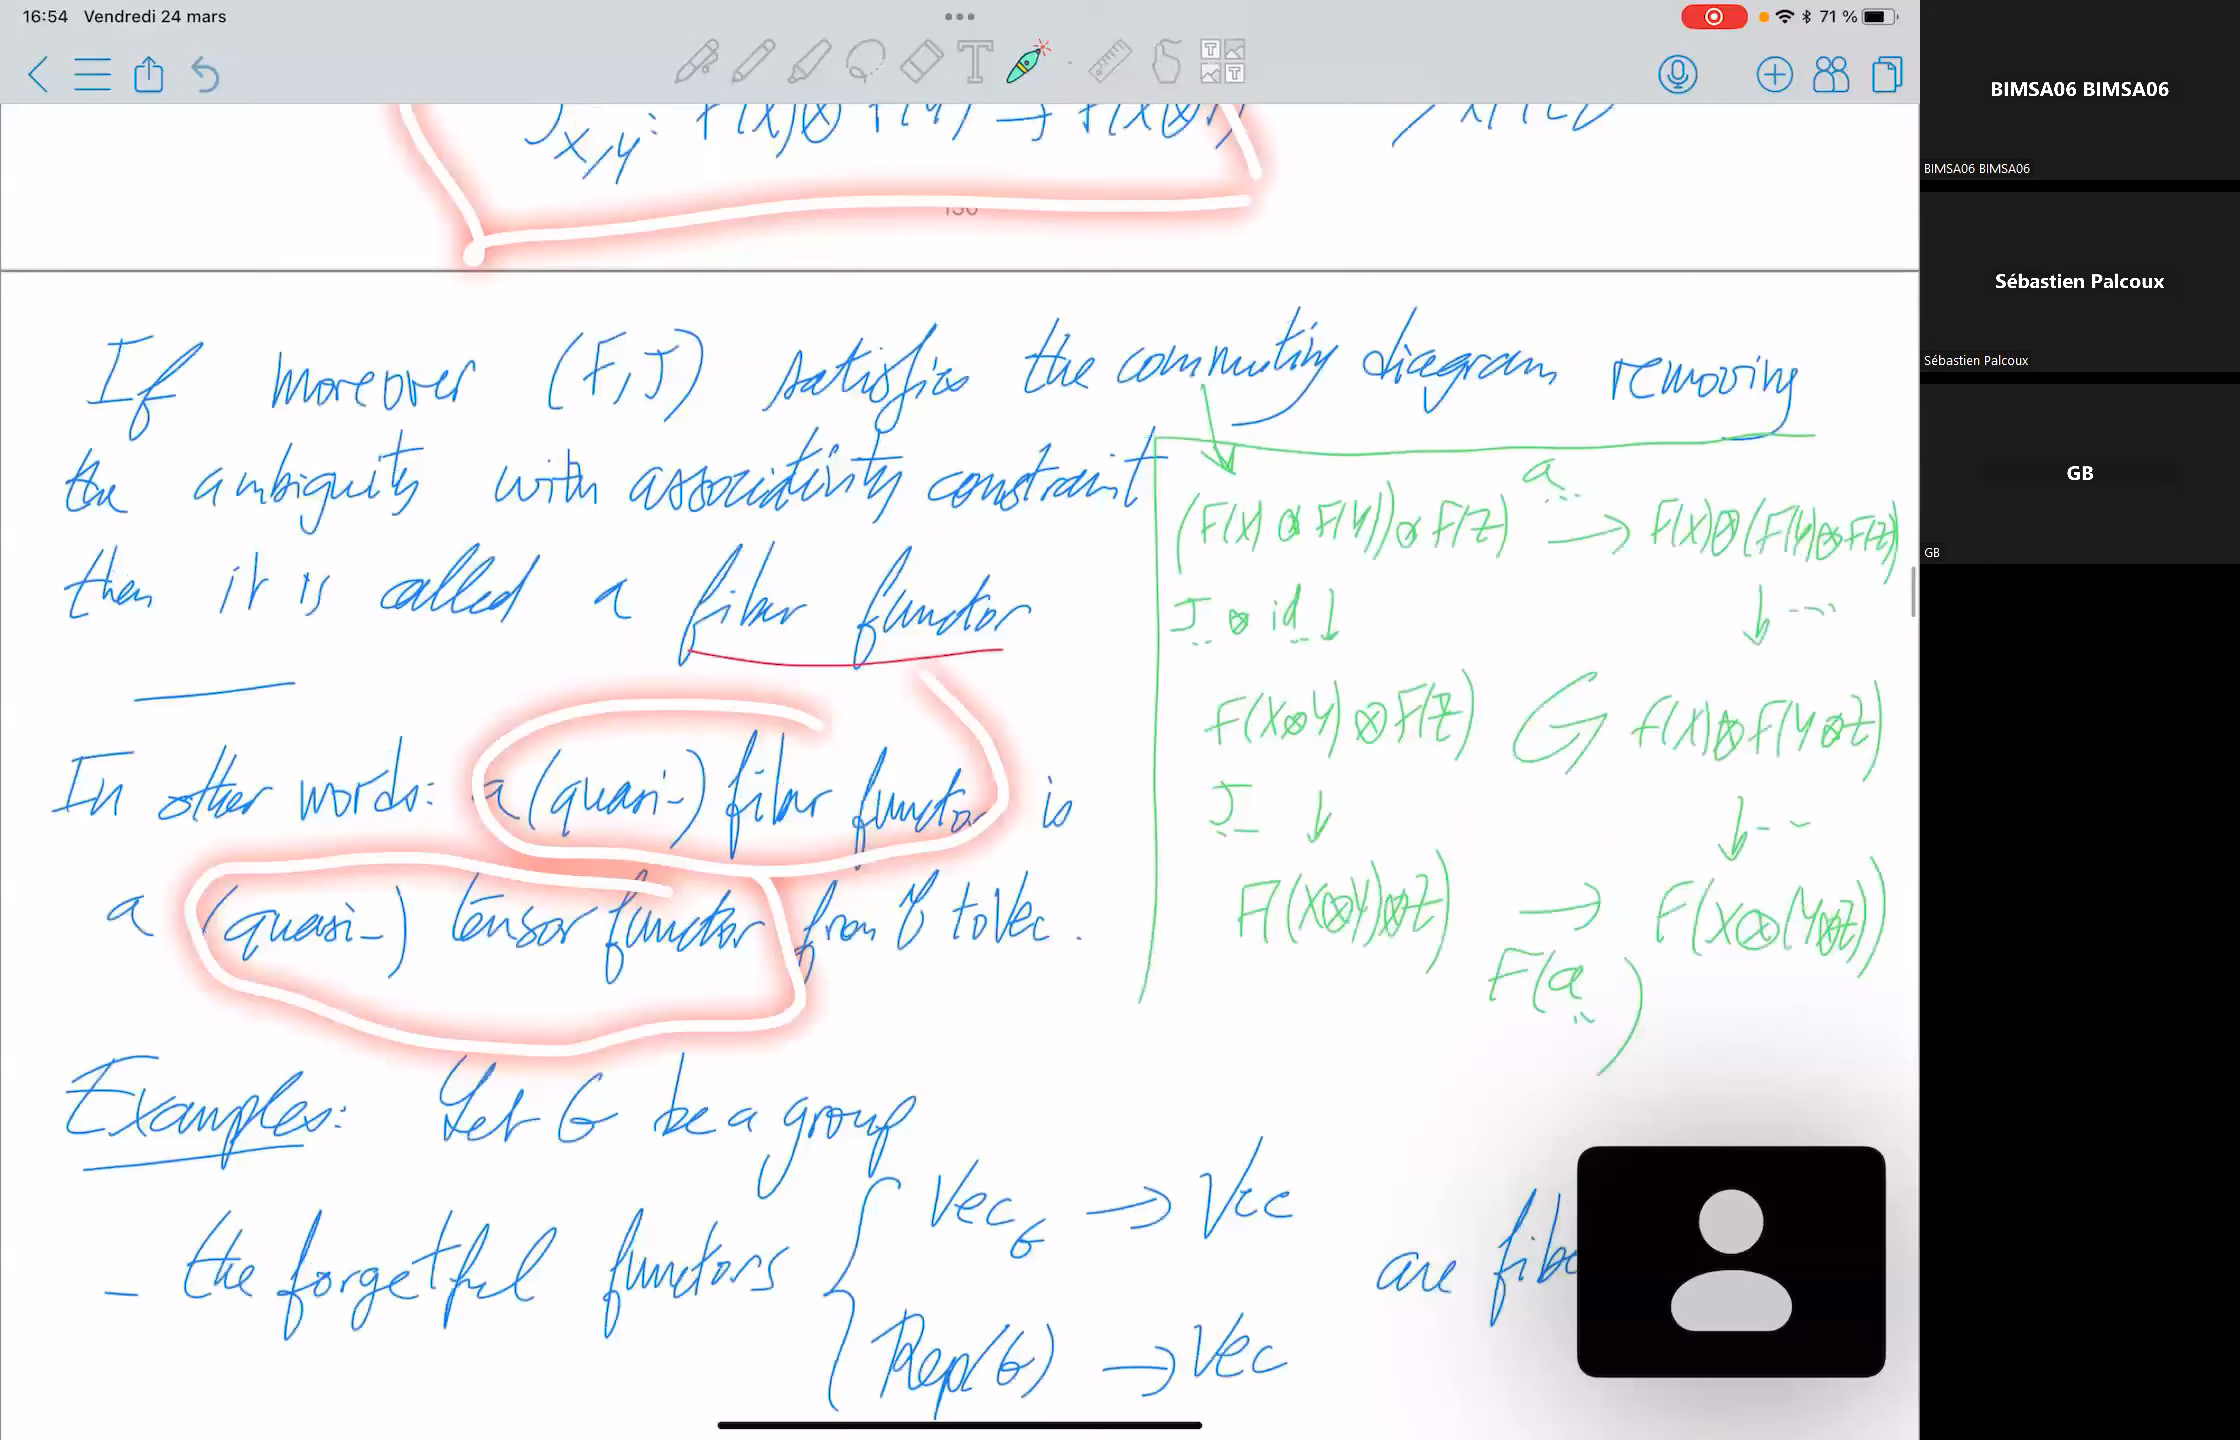 16:54 Vendredi 24 mars
71 %
J_{X,Y}: F(X)⊗F(Y) → F(X⊗Y)
130
If moreover (F,J) satisfies the commuting diagram removing
the ambiguity with associativity constraint
then it is called a fiber functor
a
(F(X)⊗F(Y))⊗F(Z) → F(X)⊗(F(Y)⊗F(Z))
J ⊗ id ↓ ↓ ---
F(X⊗Y)⊗F(Z) F(X)⊗F(Y⊗Z)
J ↓ ↓ --
F((X⊗Y)⊗Z) → F(X⊗(Y⊗Z))
F(a )
In other words: a (quasi-) fiber functor is
a (quasi-) tensor functor from 𝒞 to Vec.
Examples: Let G be a group
- the forgetful functors { Vec_G → Vec
Rep(G) → Vec
are fibe
BIMSA06 BIMSA06
BIMSA06 BIMSA06
Sébastien Palcoux
Sébastien Palcoux
GB
GB